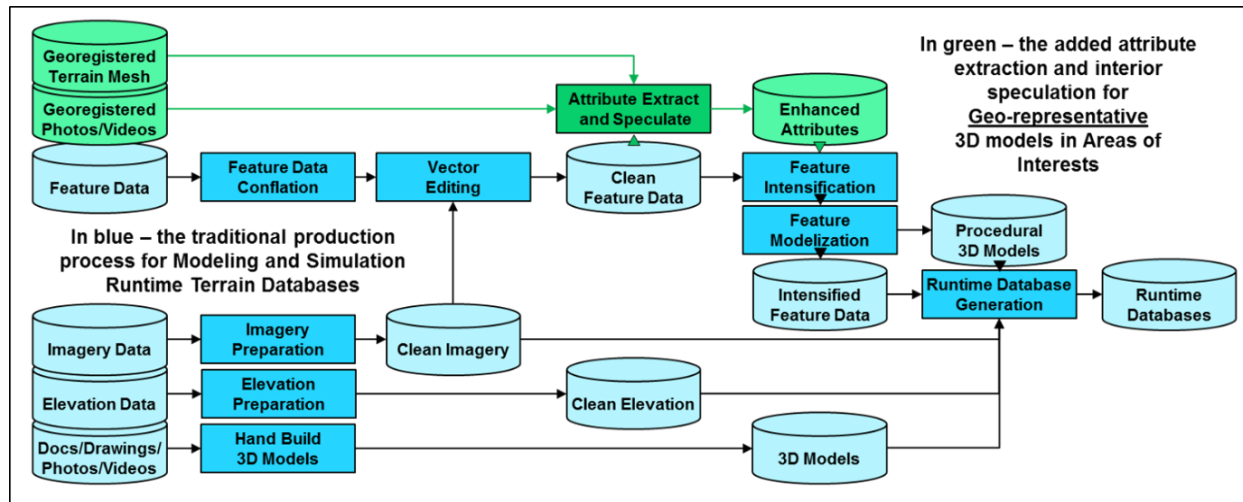 Georegistered
Terrain Mesh
Georegistered
Photos/Videos
Attribute Extract
and Speculate
Enhanced
Attributes
In green – the added attribute
extraction and interior
speculation for
Geo-representative
3D models in Areas of
Interests
Feature Data
Feature Data
Conflation
Vector
Editing
Clean
Feature Data
Feature
Intensification
Feature
Modelization
Procedural
3D Models
In blue – the traditional production
process for Modeling and Simulation
Runtime Terrain Databases
Intensified
Feature Data
Runtime Database
Generation
Runtime
Databases
Imagery Data
Imagery
Preparation
Clean Imagery
Elevation Data
Elevation
Preparation
Clean Elevation
Docs/Drawings/
Photos/Videos
Hand Build
3D Models
3D Models